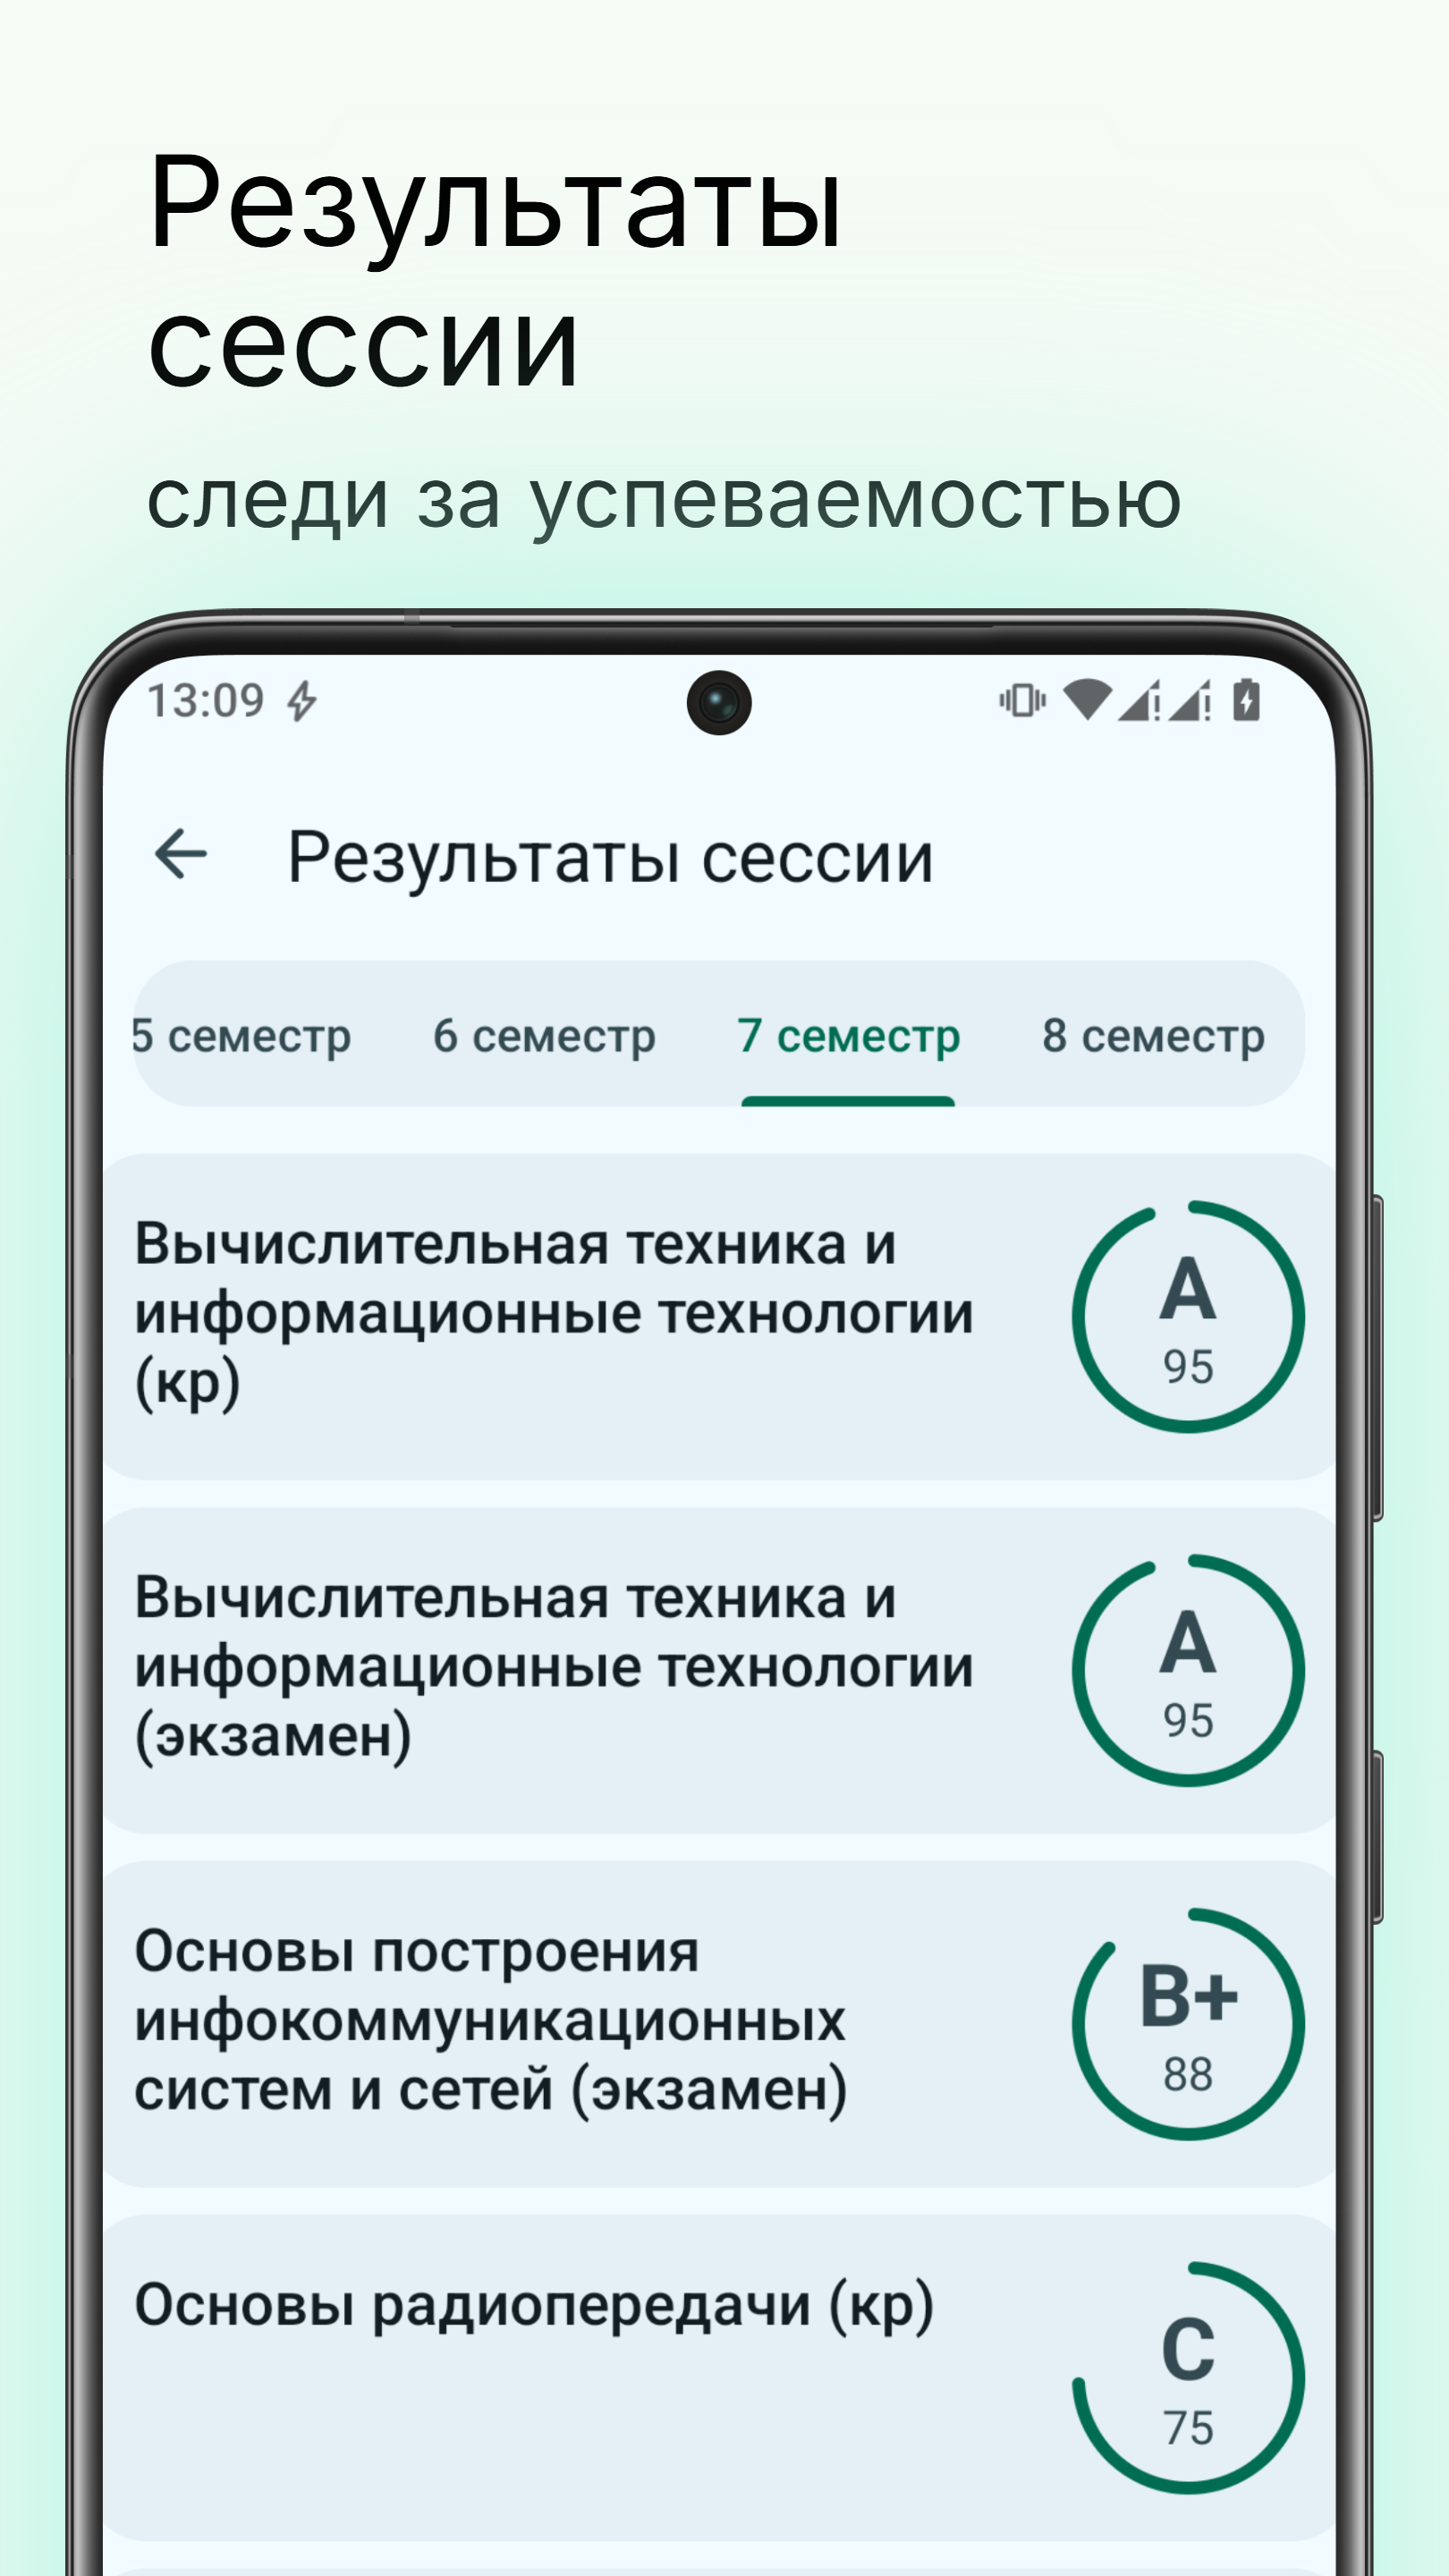 Результаты
сессии
следи за успеваемостью
13:09
Результаты сессии
5 семестр 6 семестр 7 семестр 8 семестр
Вычислительная техника и
информационные технологии
(кр)
A
95
Вычислительная техника и
информационные технологии
(экзамен)
A
95
Основы построения
инфокоммуникационных
систем и сетей (экзамен)
B+
88
Основы радиопередачи (кр)
C
75